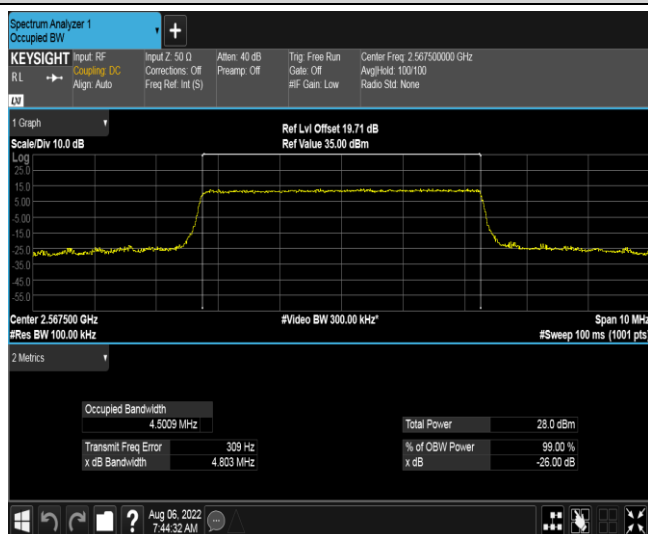 Spectrum Analyzer 1
Occupied BW
+
KEYSIGHT
R L
LXI
Input: RF
Coupling: DC
Align: Auto
Input Z: 50 Ω
Corrections: Off
Freq Ref: Int (S)
Atten: 40 dB
Preamp: Off
Trig: Free Run
Gate: Off
#IF Gain: Low
Center Freq: 2.567500000 GHz
Avg|Hold: 100/100
Radio Std: None
1 Graph
Scale/Div 10.0 dB
Ref Lvl Offset 19.71 dB
Ref Value 35.00 dBm
Log
25.0
15.0
5.00
-5.00
-15.0
-25.0
-35.0
-45.0
-55.0
Center 2.567500 GHz
#Res BW 100.00 kHz
#Video BW 300.00 kHz*
Span 10 MHz
#Sweep 100 ms (1001 pts)
2 Metrics
Occupied Bandwidth
4.5009 MHz
Transmit Freq Error 309 Hz
x dB Bandwidth 4.803 MHz
Total Power 28.0 dBm
% of OBW Power 99.00 %
x dB -26.00 dB
?
Aug 06, 2022
7:44:32 AM